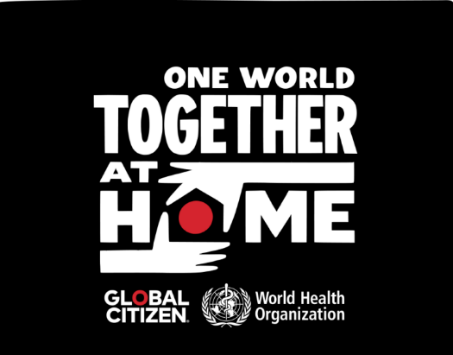 ONE WORLD
TOGETHER
AT
HOME
GLOBAL
CITIZEN.
World Health
Organization